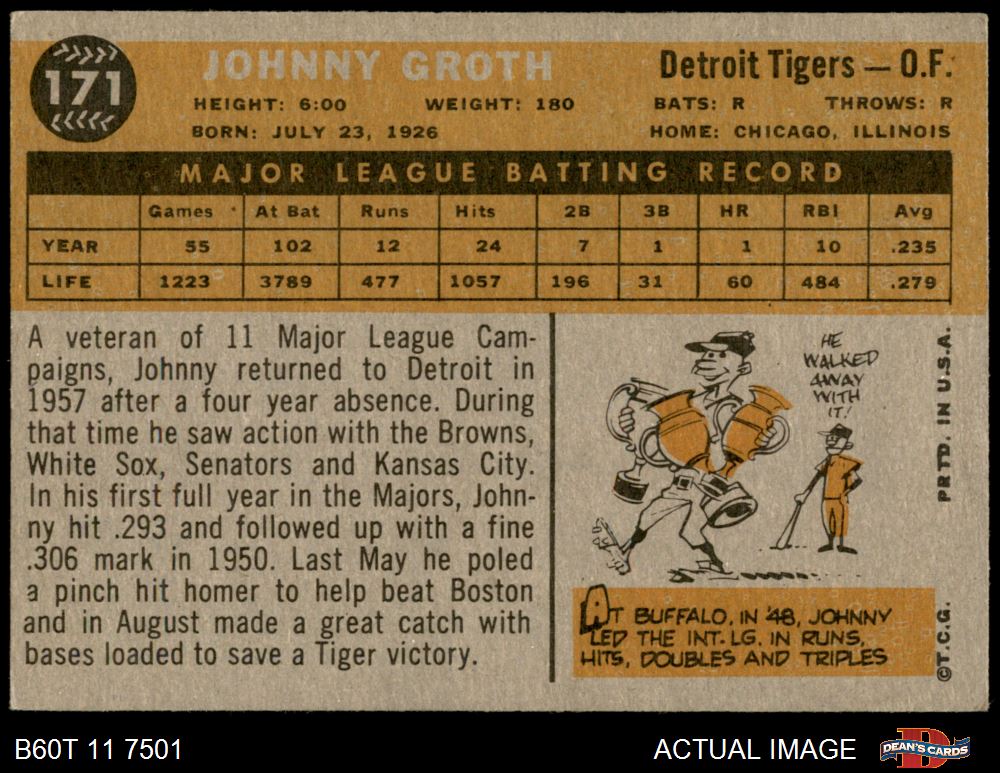 171
JOHNNY GROTH
Detroit Tigers — O.F.
HEIGHT: 6:00 WEIGHT: 180 BATS: R THROWS: R
BORN: JULY 23, 1926 HOME: CHICAGO, ILLINOIS
MAJOR LEAGUE BATTING RECORD
Games At Bat Runs Hits 2B 3B HR RBI Avg
YEAR 55 102 12 24 7 1 1 10 .235
LIFE 1223 3789 477 1057 196 31 60 484 .279
A veteran of 11 Major League Cam-
paigns, Johnny returned to Detroit in
1957 after a four year absence. During
that time he saw action with the Browns,
White Sox, Senators and Kansas City.
In his first full year in the Majors, John-
ny hit .293 and followed up with a fine
.306 mark in 1950. Last May he poled
a pinch hit homer to help beat Boston
and in August made a great catch with
bases loaded to save a Tiger victory.
HE
WALKED
AWAY
WITH
IT!
AT BUFFALO, IN '48, JOHNNY
LED THE INT. LG. IN RUNS,
HITS, DOUBLES AND TRIPLES
PRTD. IN U.S.A.
©T.C.G.
B60T 11 7501
ACTUAL IMAGE
DEAN'S CARDS